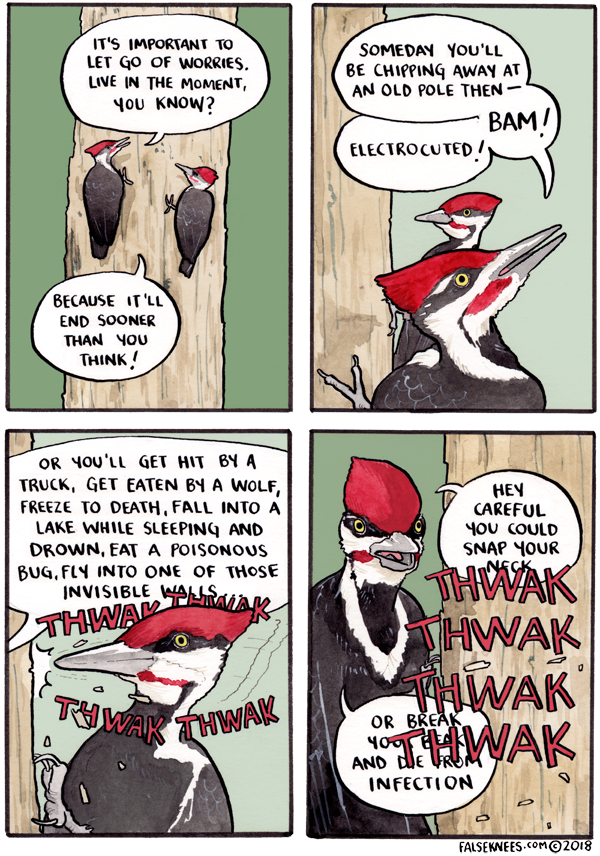 IT'S IMPORTANT TO
LET GO OF WORRIES.
LIVE IN THE MOMENT,
YOU KNOW?
BECAUSE IT'LL
END SOONER
THAN YOU
THINK!
SOMEDAY YOU'LL
BE CHIPPING AWAY AT
AN OLD POLE THEN—
BAM!
ELECTROCUTED!
OR YOU'LL GET HIT BY A
TRUCK, GET EATEN BY A WOLF,
FREEZE TO DEATH, FALL INTO A
LAKE WHILE SLEEPING AND
DROWN, EAT A POISONOUS
BUG, FLY INTO ONE OF THOSE
INVISIBLE WALLS...
THWAK THWAK
THWAK THWAK
HEY
CAREFUL
YOU COULD
SNAP YOUR
NECK
THWAK
THWAK
THWAK
THWAK
OR BREAK
AND DIE FROM
INFECTION
FALSEKNEES.COM © 2018